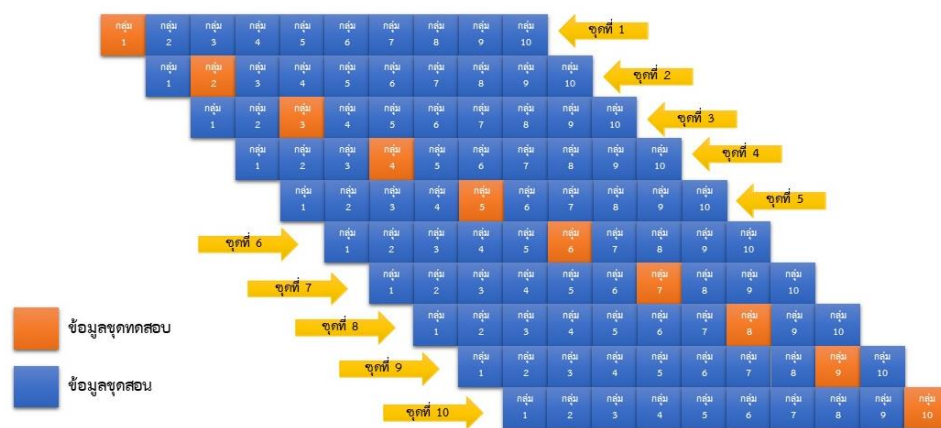 กลุ่ม 1 กลุ่ม 2 กลุ่ม 3 กลุ่ม 4 กลุ่ม 5 กลุ่ม 6 กลุ่ม 7 กลุ่ม 8 กลุ่ม 9 กลุ่ม 10 ชุดที่ 1
กลุ่ม 1 กลุ่ม 2 กลุ่ม 3 กลุ่ม 4 กลุ่ม 5 กลุ่ม 6 กลุ่ม 7 กลุ่ม 8 กลุ่ม 9 กลุ่ม 10 ชุดที่ 2
กลุ่ม 1 กลุ่ม 2 กลุ่ม 3 กลุ่ม 4 กลุ่ม 5 กลุ่ม 6 กลุ่ม 7 กลุ่ม 8 กลุ่ม 9 กลุ่ม 10 ชุดที่ 3
กลุ่ม 1 กลุ่ม 2 กลุ่ม 3 กลุ่ม 4 กลุ่ม 5 กลุ่ม 6 กลุ่ม 7 กลุ่ม 8 กลุ่ม 9 กลุ่ม 10 ชุดที่ 4
กลุ่ม 1 กลุ่ม 2 กลุ่ม 3 กลุ่ม 4 กลุ่ม 5 กลุ่ม 6 กลุ่ม 7 กลุ่ม 8 กลุ่ม 9 กลุ่ม 10 ชุดที่ 5
ชุดที่ 6 กลุ่ม 1 กลุ่ม 2 กลุ่ม 3 กลุ่ม 4 กลุ่ม 5 กลุ่ม 6 กลุ่ม 7 กลุ่ม 8 กลุ่ม 9 กลุ่ม 10
ชุดที่ 7 กลุ่ม 1 กลุ่ม 2 กลุ่ม 3 กลุ่ม 4 กลุ่ม 5 กลุ่ม 6 กลุ่ม 7 กลุ่ม 8 กลุ่ม 9 กลุ่ม 10
ชุดที่ 8 กลุ่ม 1 กลุ่ม 2 กลุ่ม 3 กลุ่ม 4 กลุ่ม 5 กลุ่ม 6 กลุ่ม 7 กลุ่ม 8 กลุ่ม 9 กลุ่ม 10
ชุดที่ 9 กลุ่ม 1 กลุ่ม 2 กลุ่ม 3 กลุ่ม 4 กลุ่ม 5 กลุ่ม 6 กลุ่ม 7 กลุ่ม 8 กลุ่ม 9 กลุ่ม 10
ชุดที่ 10 กลุ่ม 1 กลุ่ม 2 กลุ่ม 3 กลุ่ม 4 กลุ่ม 5 กลุ่ม 6 กลุ่ม 7 กลุ่ม 8 กลุ่ม 9 กลุ่ม 10
ข้อมูลชุดทดสอบ
ข้อมูลชุดสอน